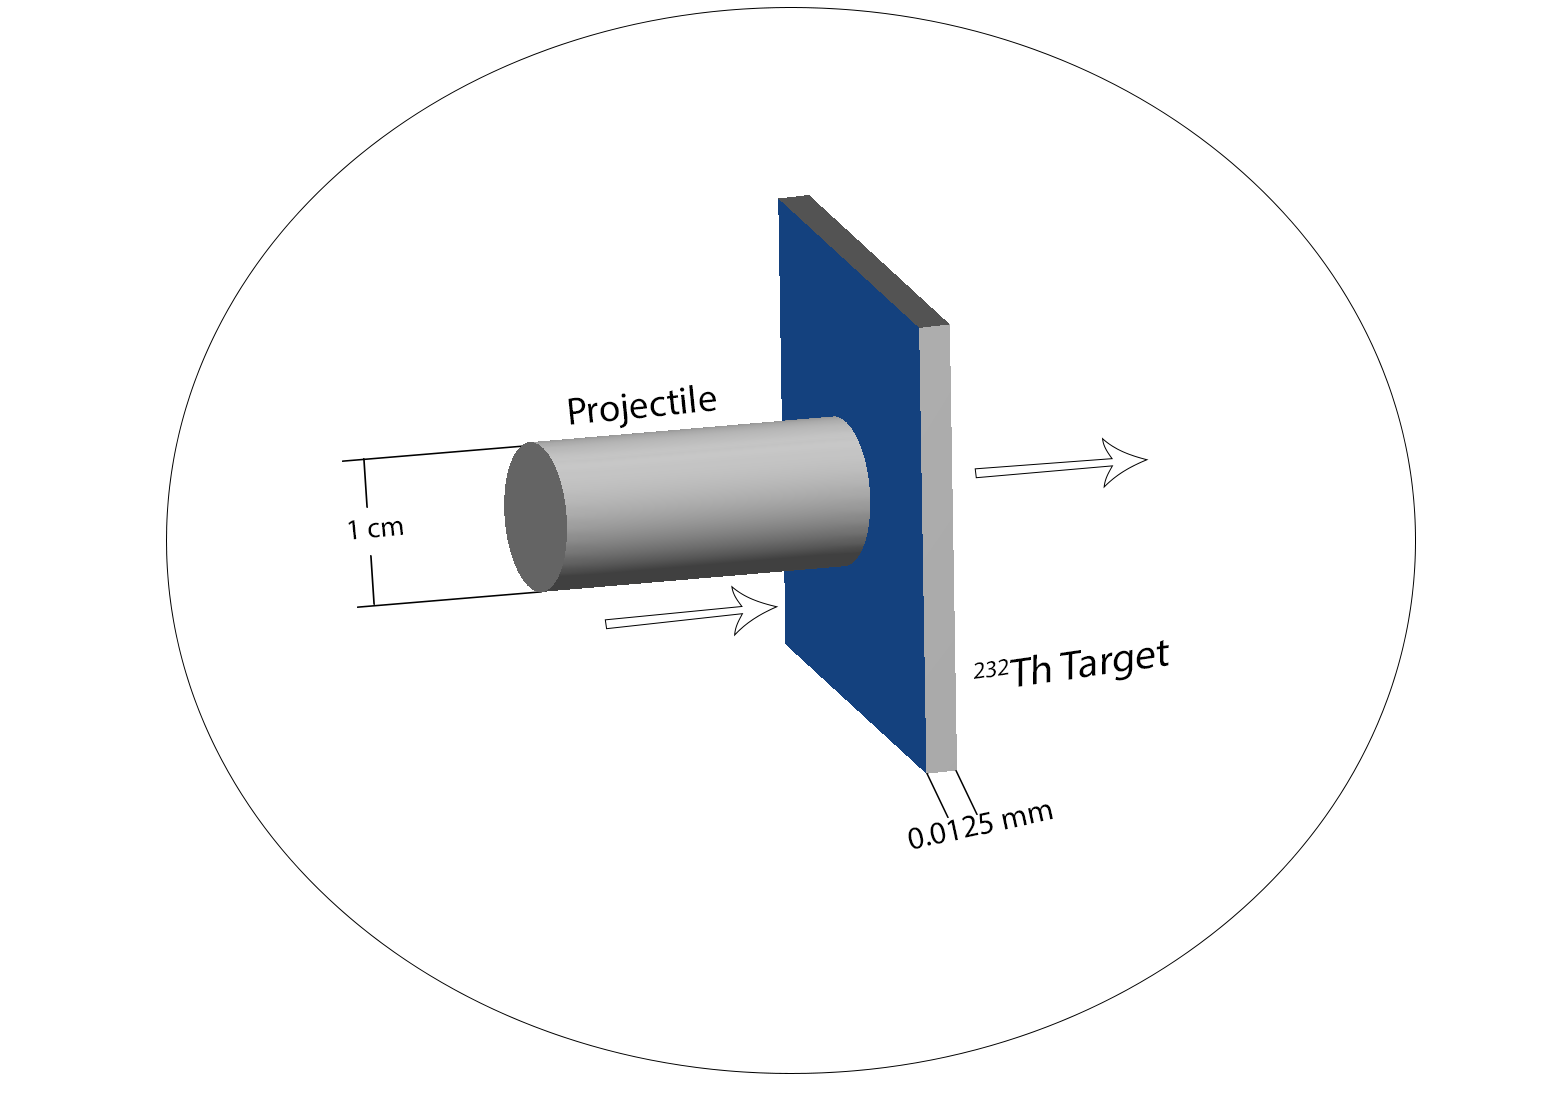 Projectile
1 cm
²³²Th Target
0.0125 mm